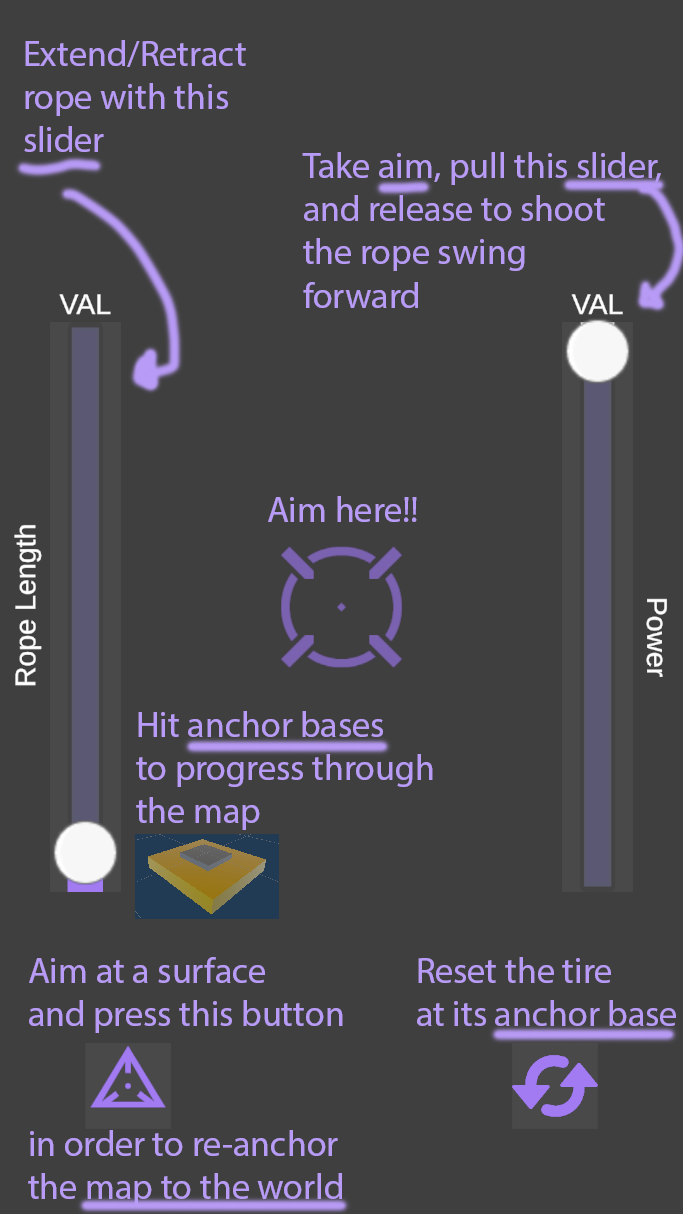 Extend/Retract
rope with this
slider
Take aim, pull this slider,
and release to shoot
the rope swing
forward
VAL
VAL
Rope Length
Power
Aim here!!
Hit anchor bases
to progress through
the map
Aim at a surface
and press this button
in order to re-anchor
the map to the world
Reset the tire
at its anchor base